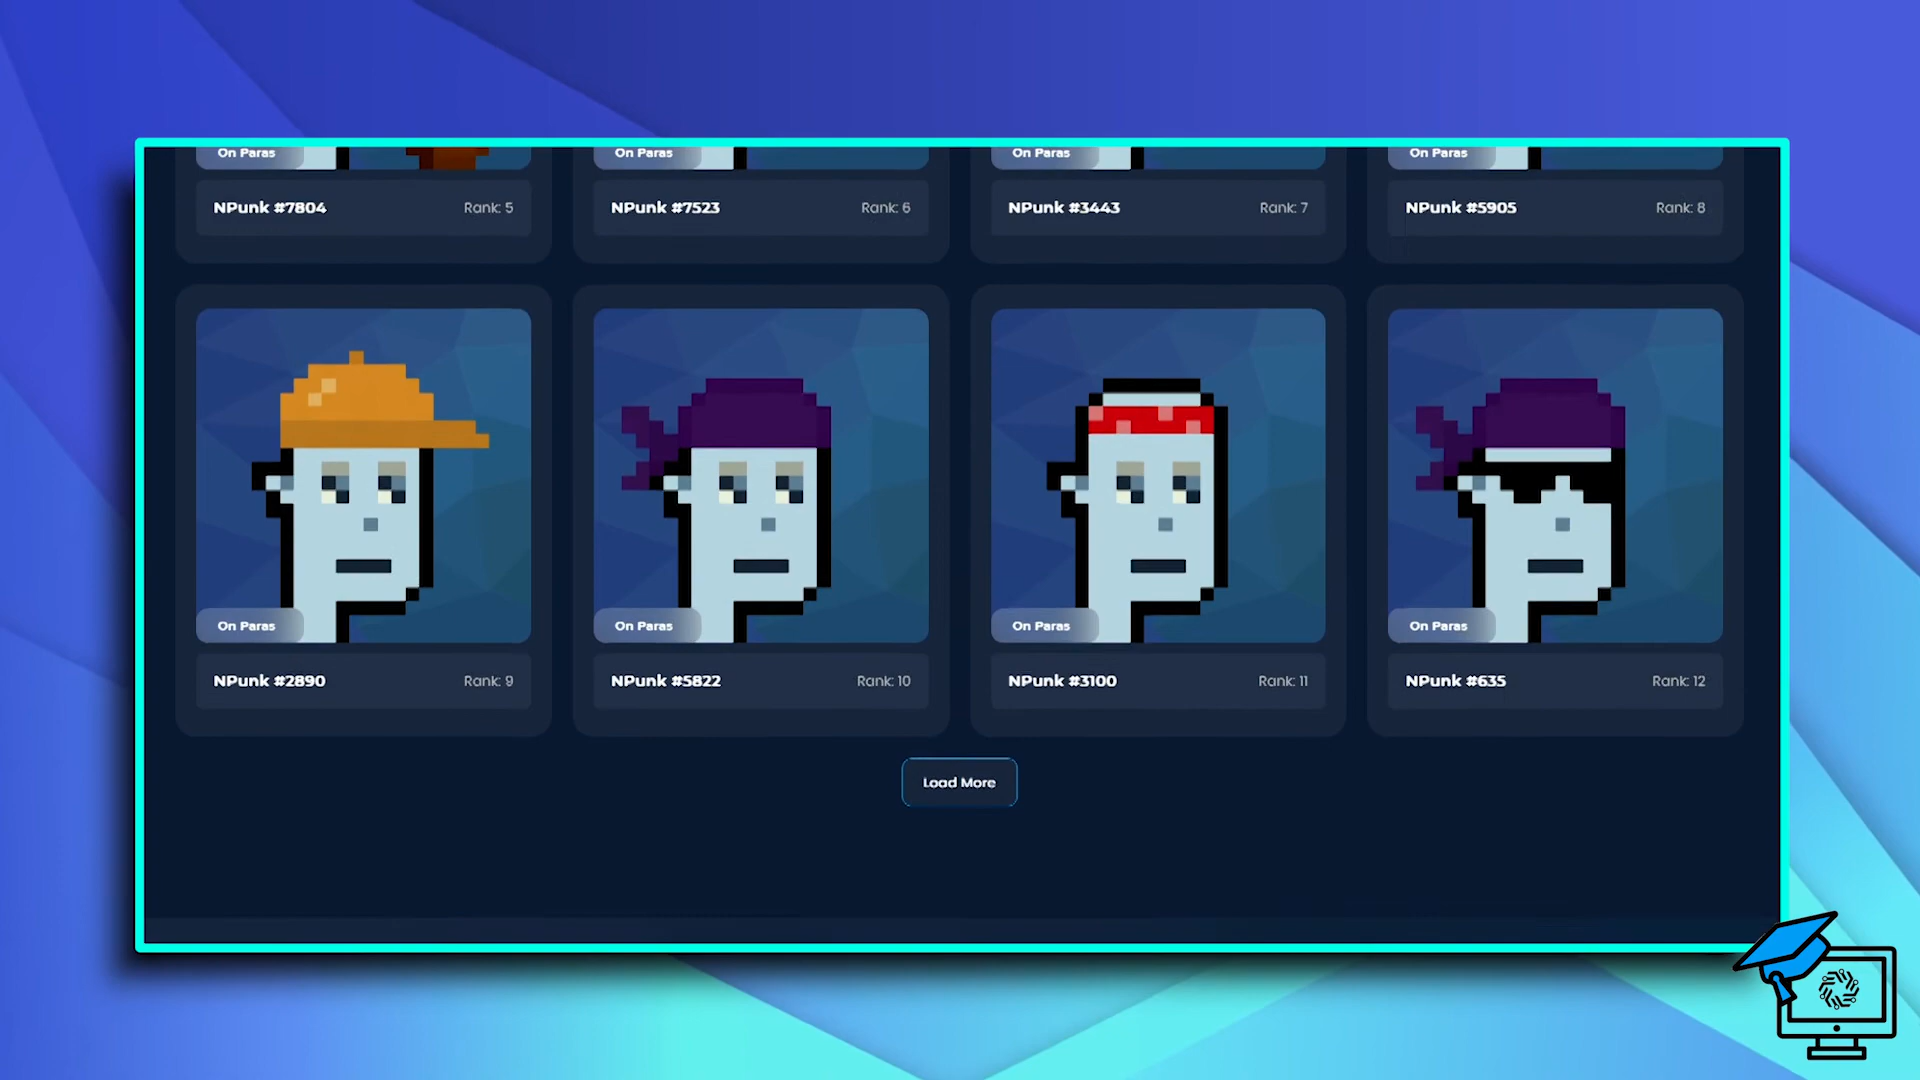 On Paras On Paras On Paras On Paras
NPunk #7804 Rank: 5 NPunk #7523 Rank: 6 NPunk #3443 Rank: 7 NPunk #5905 Rank: 8
On Paras On Paras On Paras On Paras
NPunk #2890 Rank: 9 NPunk #5822 Rank: 10 NPunk #3100 Rank: 11 NPunk #635 Rank: 12
Load More